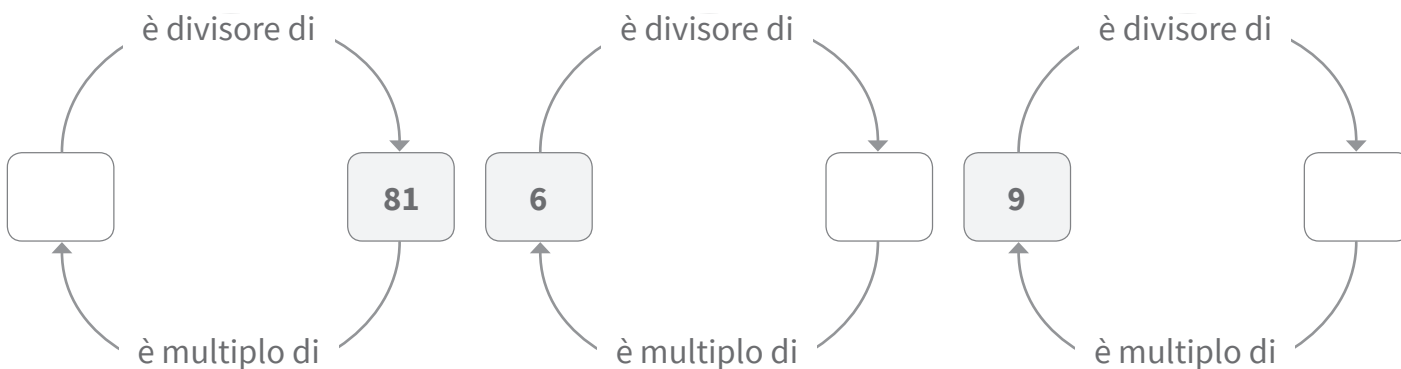 è divisore di è divisore di è divisore di
81 6 9
è multiplo di è multiplo di è multiplo di